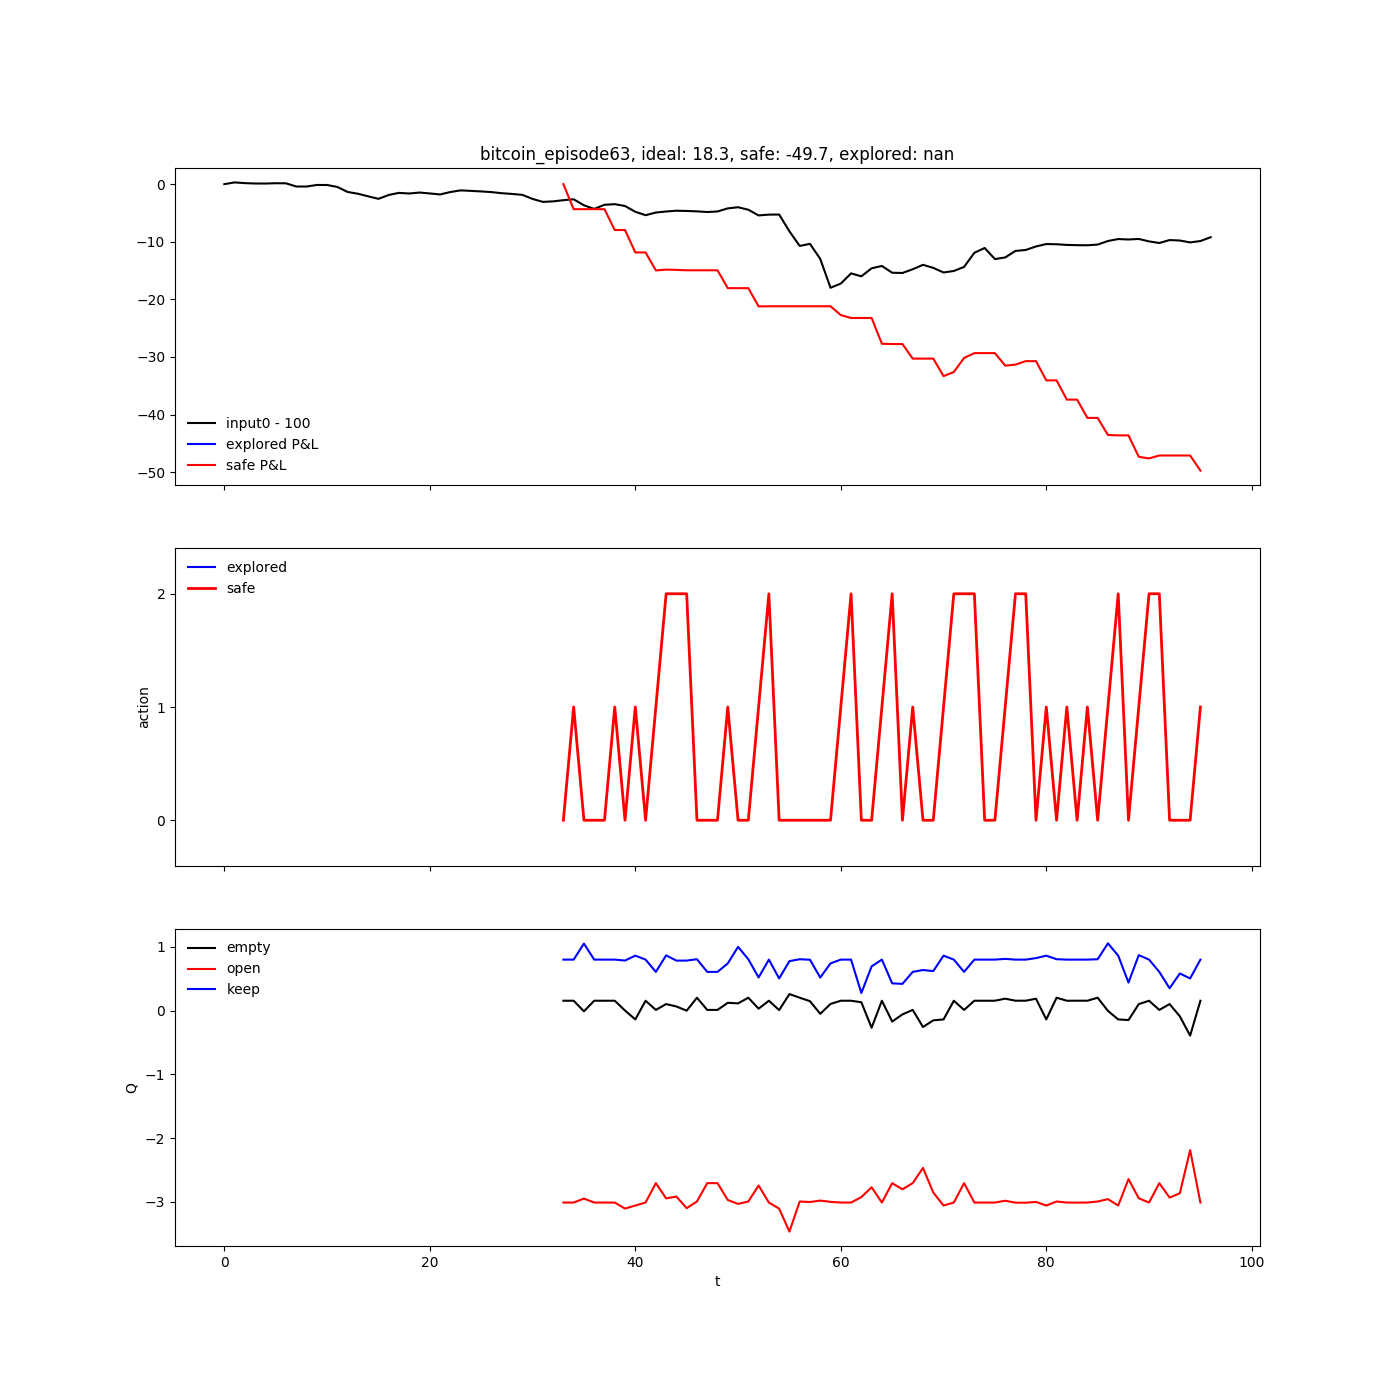 bitcoin_episode63, ideal: 18.3, safe: -49.7, explored: nan
0
−10
−20
−30
−40
−50
input0 - 100
explored P&L
safe P&L
explored
safe
2
1
0
action
empty
open
keep
1
0
−1
−2
−3
Q
0 20 40 60 80 100
t